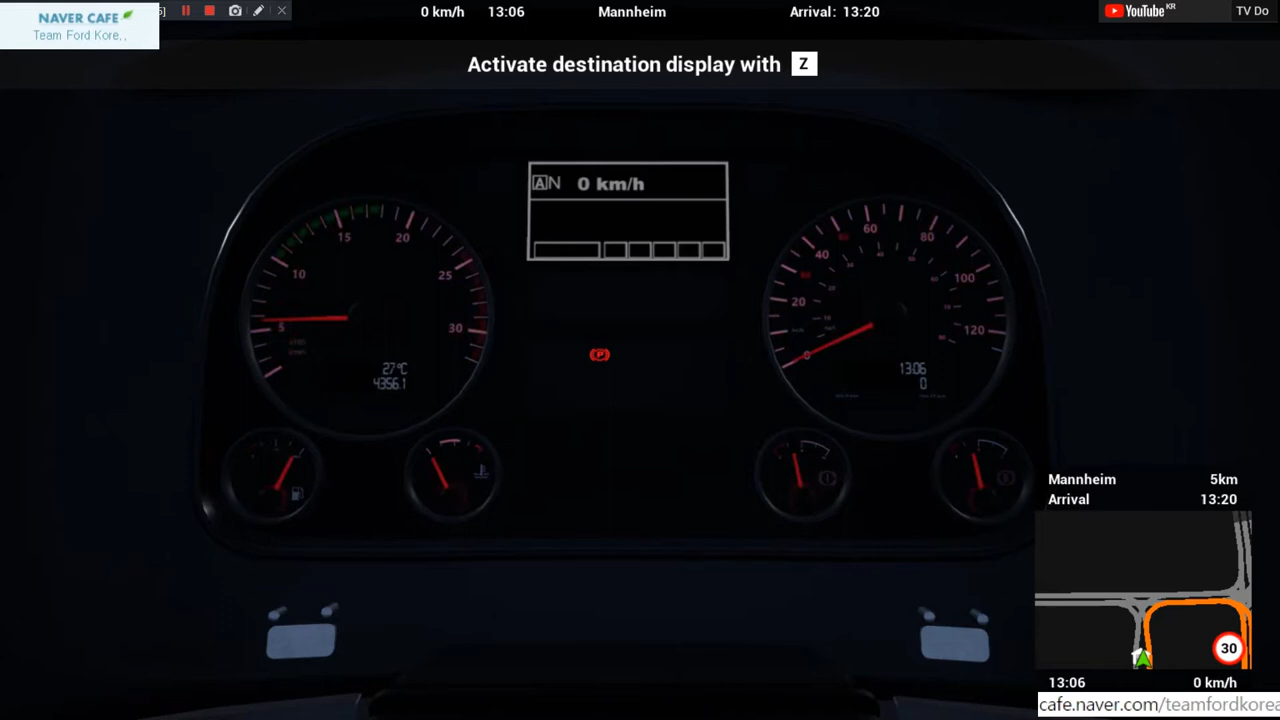 NAVER CAFE
Team Ford Kore,,
0 km/h 13:06 Mannheim Arrival: 13:20
YouTube KR
TV Do
Activate destination display with Z
A N 0 km/h
5 10 15 20 25 30
27°C
4356.1
0 20 40 60 80 100 120
13:06
0
Mannheim 5km
Arrival 13:20
30
13:06 0 km/h
cafe.naver.com/teamfordkorea